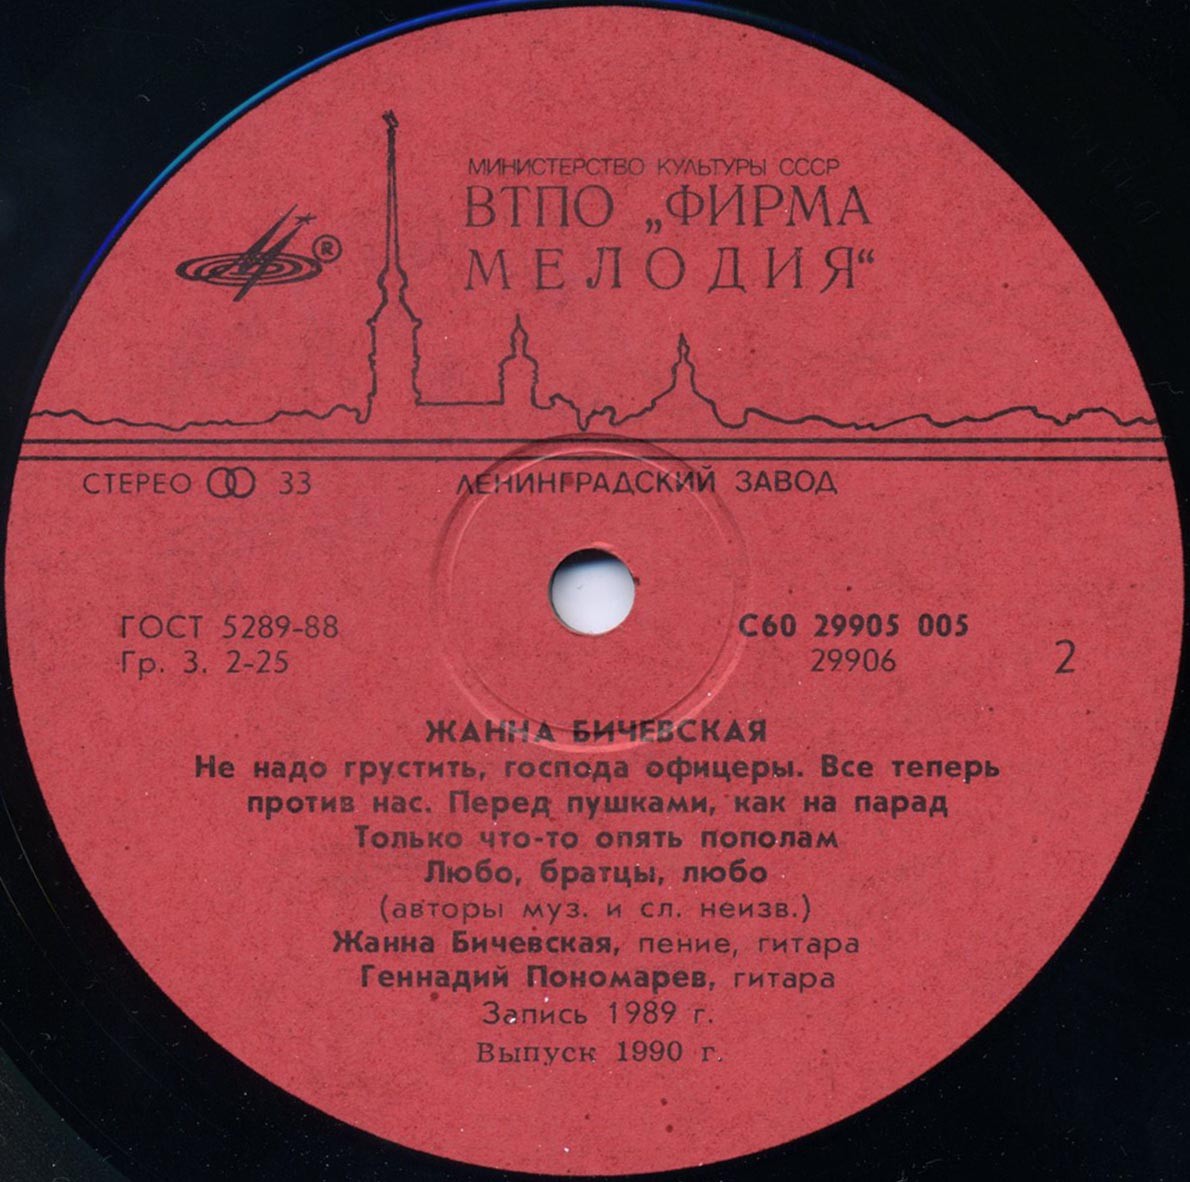 МИНИСТЕРСТВО КУЛЬТУРЫ СССР
ВТПО „ФИРМА
МЕЛОДИЯ“
®
СТЕРЕО 33
ЛЕНИНГРАДСКИЙ ЗАВОД
ГОСТ 5289-88
Гр. 3. 2-25
С60 29905 005
29906
2
ЖАННА БИЧЕВСКАЯ
Не надо грустить, господа офицеры. Все теперь
против нас. Перед пушками, как на парад
Только что-то опять пополам
Любо, братцы, любо
(авторы муз. и сл. неизв.)
Жанна Бичевская, пение, гитара
Геннадий Пономарев, гитара
Запись 1989 г.
Выпуск 1990 г.